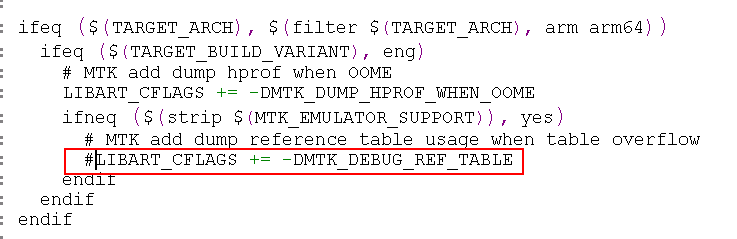 ifeq ($(TARGET_ARCH), $(filter $(TARGET_ARCH), arm arm64))
ifeq ($(TARGET_BUILD_VARIANT), eng)
# MTK add dump hprof when OOME
LIBART_CFLAGS += -DMTK_DUMP_HPROF_WHEN_OOME
ifneq ($(strip $(MTK_EMULATOR_SUPPORT)), yes)
# MTK add dump reference table usage when table overflow
#LIBART_CFLAGS += -DMTK_DEBUG_REF_TABLE
endif
endif
endif